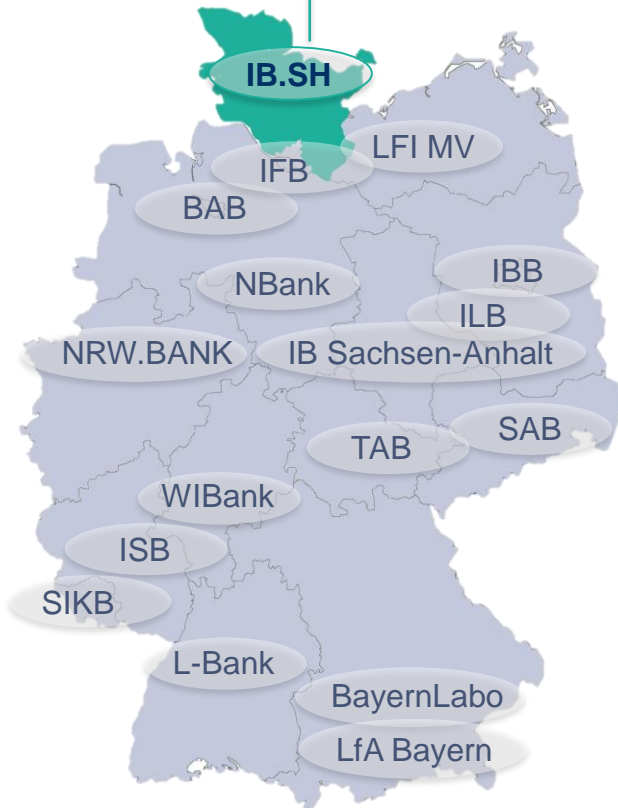 IB.SH
LFI MV
IFB
BAB
IBB
NBank
ILB
NRW.BANK
IB Sachsen-Anhalt
SAB
TAB
WIBank
ISB
SIKB
L-Bank
BayernLabo
LfA Bayern